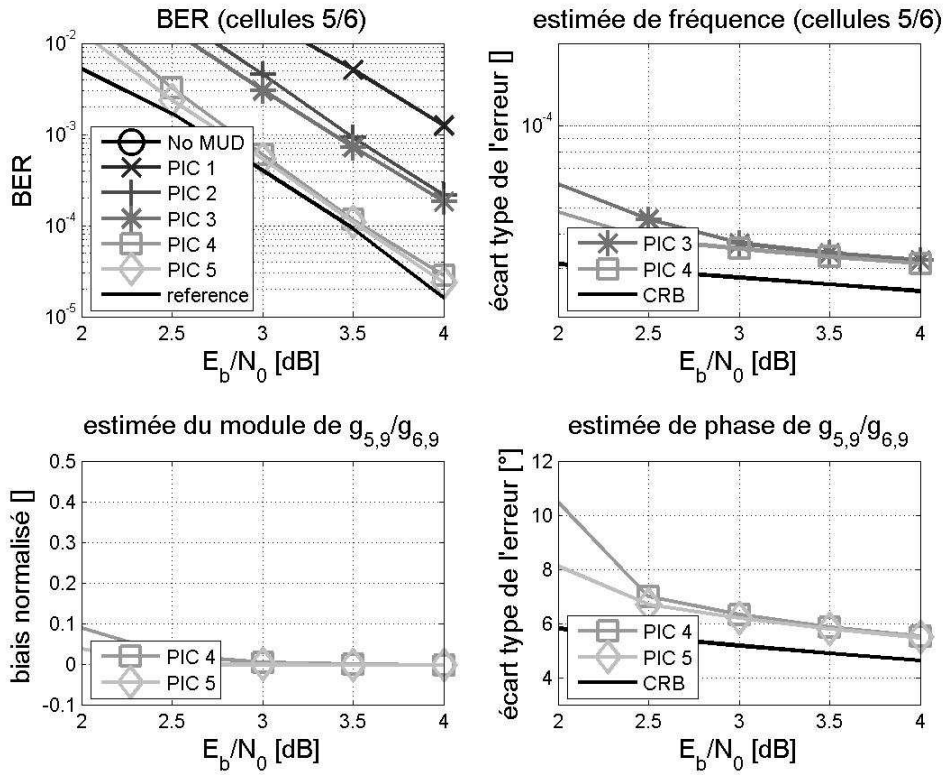 BER (cellules 5/6)
10^-2
10^-3
10^-4
10^-5
BER
No MUD
PIC 1
PIC 2
PIC 3
PIC 4
PIC 5
reference
2 2.5 3 3.5 4
E_b/N_0 [dB]
estimée de fréquence (cellules 5/6)
écart type de l'erreur []
10^-4
PIC 3
PIC 4
CRB
2 2.5 3 3.5 4
E_b/N_0 [dB]
estimée du module de g_5,9/g_6,9
biais normalisé []
0.5
0.4
0.3
0.2
0.1
0
-0.1
PIC 4
PIC 5
2 2.5 3 3.5 4
E_b/N_0 [dB]
estimée de phase de g_5,9/g_6,9
écart type de l'erreur [°]
12
10
8
6
4
PIC 4
PIC 5
CRB
2 2.5 3 3.5 4
E_b/N_0 [dB]